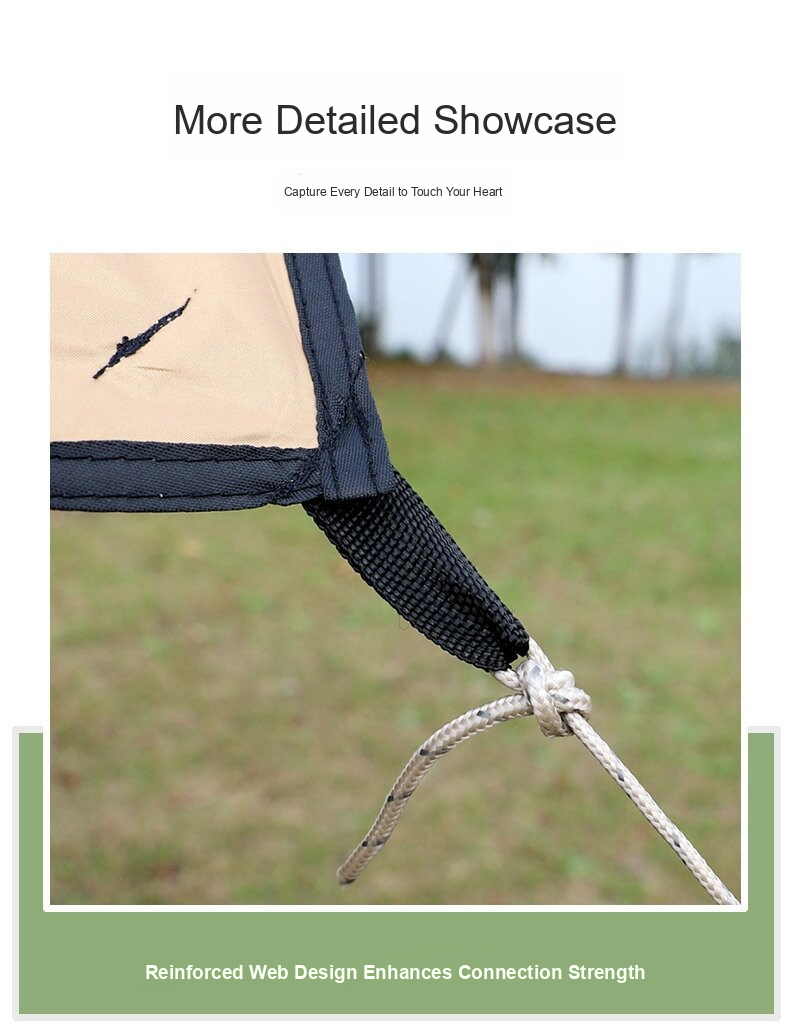 More Detailed Showcase
Capture Every Detail to Touch Your Heart
Reinforced Web Design Enhances Connection Strength